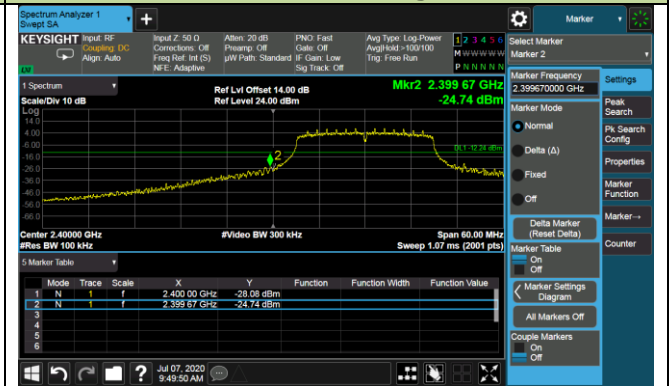 Spectrum Analyzer 1
Swept SA
Marker
KEYSIGHT
Input: RF
Coupling: DC
Align: Auto
Input Z: 50 Ω
Corrections: Off
Freq Ref: Int (S)
NFE: Adaptive
Atten: 20 dB
Preamp: Off
µW Path: Standard
PNO: Fast
Gate: Off
IF Gain: Low
Sig Track: Off
Avg Type: Log-Power
Avg|Hold:>100/100
Trig: Free Run
1 2 3 4 5 6
M W W W W W
P N N N N N
Select Marker
Marker 2
1 Spectrum
Scale/Div 10 dB
Ref Lvl Offset 14.00 dB
Ref Level 24.00 dBm
Mkr2 2.399 67 GHz
-24.74 dBm
Log
14.0
4.00
-6.00
-16.0
-26.0
-36.0
-46.0
-56.0
-66.0
2
DL1 -12.24 dBm
Center 2.40000 GHz
#Res BW 100 kHz
#Video BW 300 kHz
Span 60.00 MHz
Sweep 1.07 ms (2001 pts)
5 Marker Table
Mode Trace Scale X Y Function Function Width Function Value
1 N 1 f 2.400 00 GHz -28.08 dBm
2 N 1 f 2.399 67 GHz -24.74 dBm
3
4
5
6
Marker Frequency
2.399670000 GHz
Marker Mode
Normal
Delta (Δ)
Fixed
Off
Delta Marker
(Reset Delta)
Marker Table
On
Off
Marker Settings
Diagram
All Markers Off
Couple Markers
On
Off
Settings
Peak
Search
Pk Search
Config
Properties
Marker
Function
Marker→
Counter
?
Jul 07, 2020
9:49:50 AM